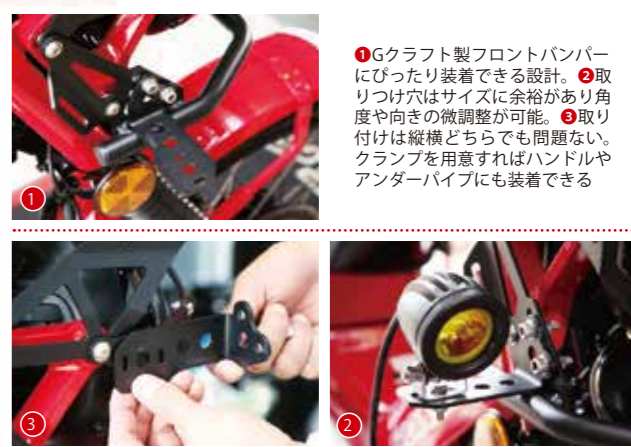 ❶Gクラフト製フロントバンパー
にぴったり装着できる設計。❷取
りつけ穴はサイズに余裕があり角
度や向きの微調整が可能。❸取り
付けは縦横どちらでも問題ない。
クランプを用意すればハンドルや
アンダーパイプにも装着できる
1
3
2